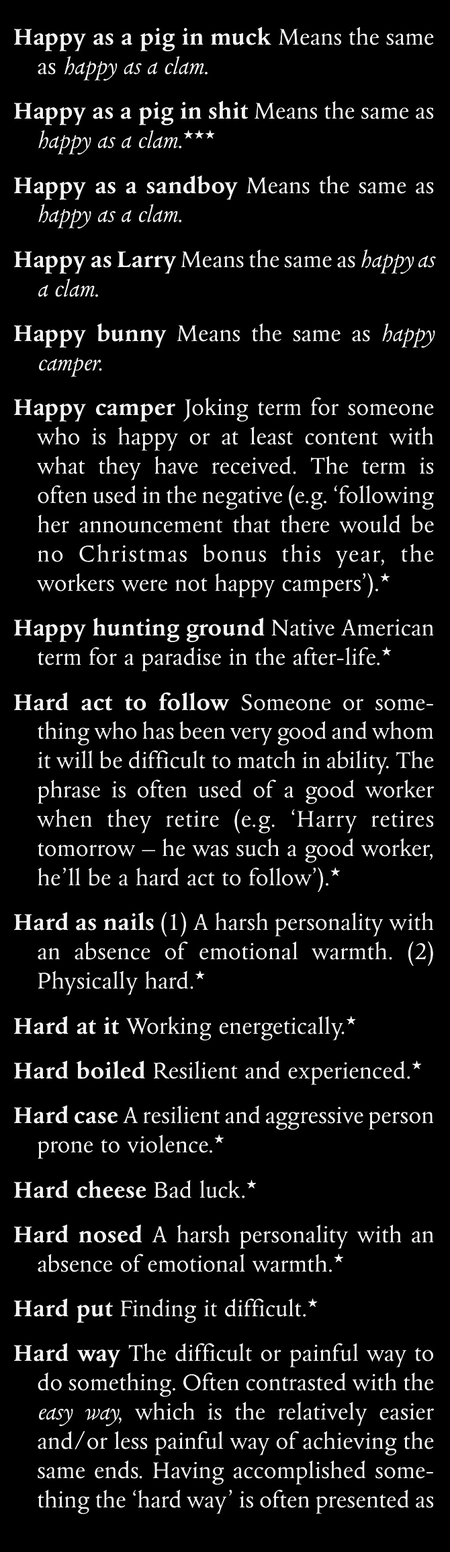 Happy as a pig in muck Means the same
as happy as a clam.
Happy as a pig in shit Means the same as
happy as a clam.★★★
Happy as a sandboy Means the same as
happy as a clam.
Happy as Larry Means the same as happy as
a clam.
Happy bunny Means the same as happy
camper.
Happy camper Joking term for someone
who is happy or at least content with
what they have received. The term is
often used in the negative (e.g. ‘following
her announcement that there would be
no Christmas bonus this year, the
workers were not happy campers’).★
Happy hunting ground Native American
term for a paradise in the after-life.★
Hard act to follow Someone or some-
thing who has been very good and whom
it will be difficult to match in ability. The
phrase is often used of a good worker
when they retire (e.g. ‘Harry retires
tomorrow – he was such a good worker,
he’ll be a hard act to follow’).★
Hard as nails (1) A harsh personality with
an absence of emotional warmth. (2)
Physically hard.★
Hard at it Working energetically.★
Hard boiled Resilient and experienced.★
Hard case A resilient and aggressive person
prone to violence.★
Hard cheese Bad luck.★
Hard nosed A harsh personality with an
absence of emotional warmth.★
Hard put Finding it difficult.★
Hard way The difficult or painful way to
do something. Often contrasted with the
easy way, which is the relatively easier
and/or less painful way of achieving the
same ends. Having accomplished some-
thing the ‘hard way’ is often presented as